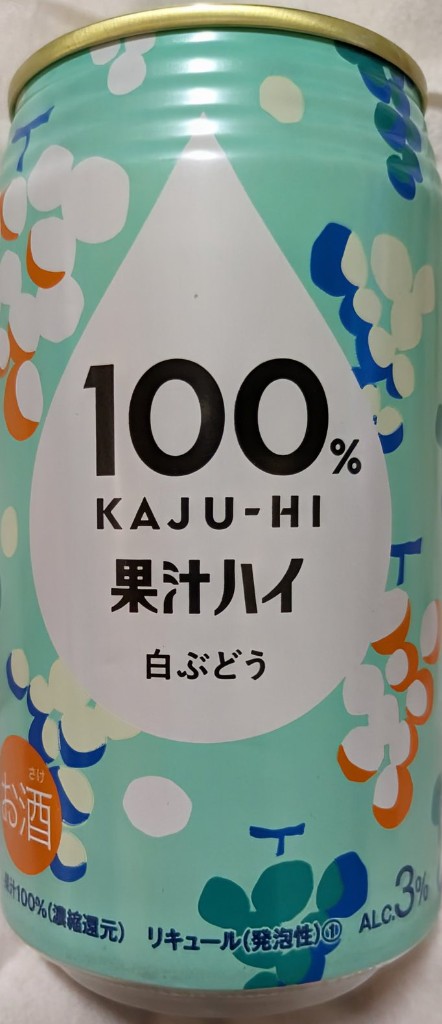 100%
KAJU-HI
果汁ハイ
白ぶどう
さけ
お酒
果汁100%(濃縮還元)
リキュール(発泡性)①
ALC.3%